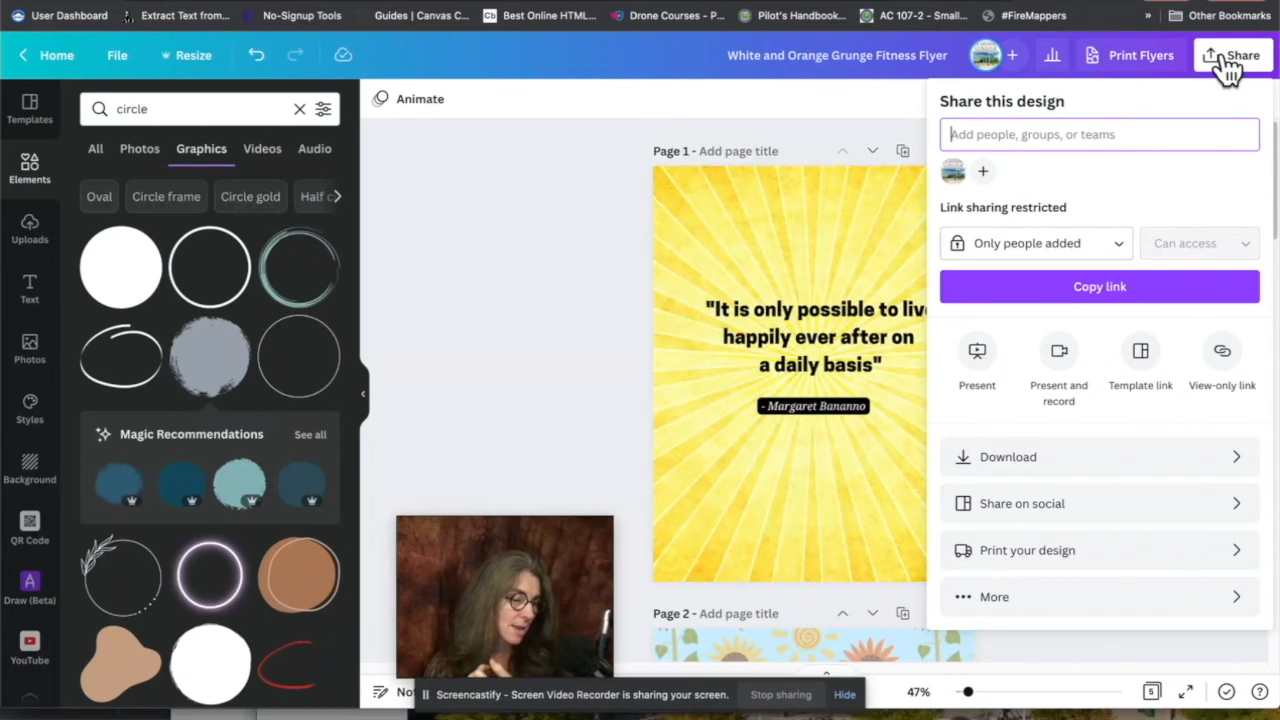 User Dashboard
Extract Text from...
No-Signup Tools
Guides | Canvas C...
Cb Best Online HTML...
Drone Courses - P...
Pilot's Handbook...
AC 107-2 - Small...
#FireMappers
»
Other Bookmarks
Home
File
Resize
White and Orange Grunge Fitness Flyer
Print Flyers
Share
Templates
Elements
Uploads
Text
Photos
Styles
Background
QR Code
Draw (Beta)
YouTube
circle
All
Photos
Graphics
Videos
Audio
Oval
Circle frame
Circle gold
Half c
Magic Recommendations
See all
Animate
Page 1 - Add page title
"It is only possible to liv
happily ever after on
a daily basis"
- Margaret Bananno
Page 2 - Add page title
Share this design
Add people, groups, or teams
Link sharing restricted
Only people added
Can access
Copy link
Present
Present and
record
Template link
View-only link
Download
Share on social
Print your design
More
Not
Screencastify - Screen Video Recorder is sharing your screen.
Stop sharing
Hide
47%
5